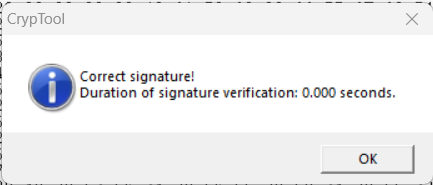 CrypTool
Correct signature!
Duration of signature verification: 0.000 seconds.
OK